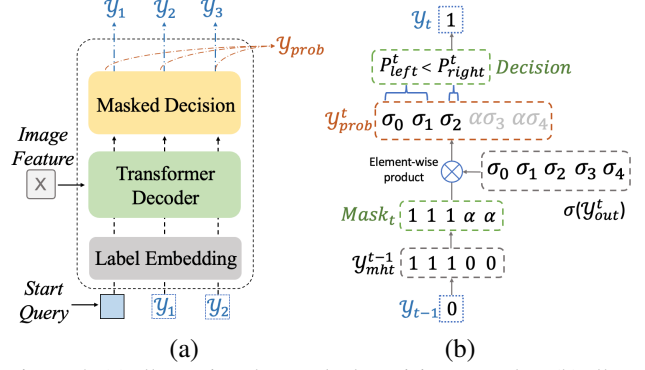 𝒴₁ 𝒴₂ 𝒴₃
𝒴prob
Masked Decision
Image
Feature
X
Transformer
Decoder
Label Embedding
Start
Query
𝒴₁ 𝒴₂
(a)
𝒴t 1
Pᵗleft < Pᵗright Decision
𝒴ᵗprob σ₀ σ₁ σ₂ ασ₃ ασ₄
Element-wise
product
σ₀ σ₁ σ₂ σ₃ σ₄
σ(𝒴ᵗout)
Maskt 1 1 1 α α
𝒴ᵗ⁻¹mht 1 1 1 0 0
𝒴t−1 0
(b)